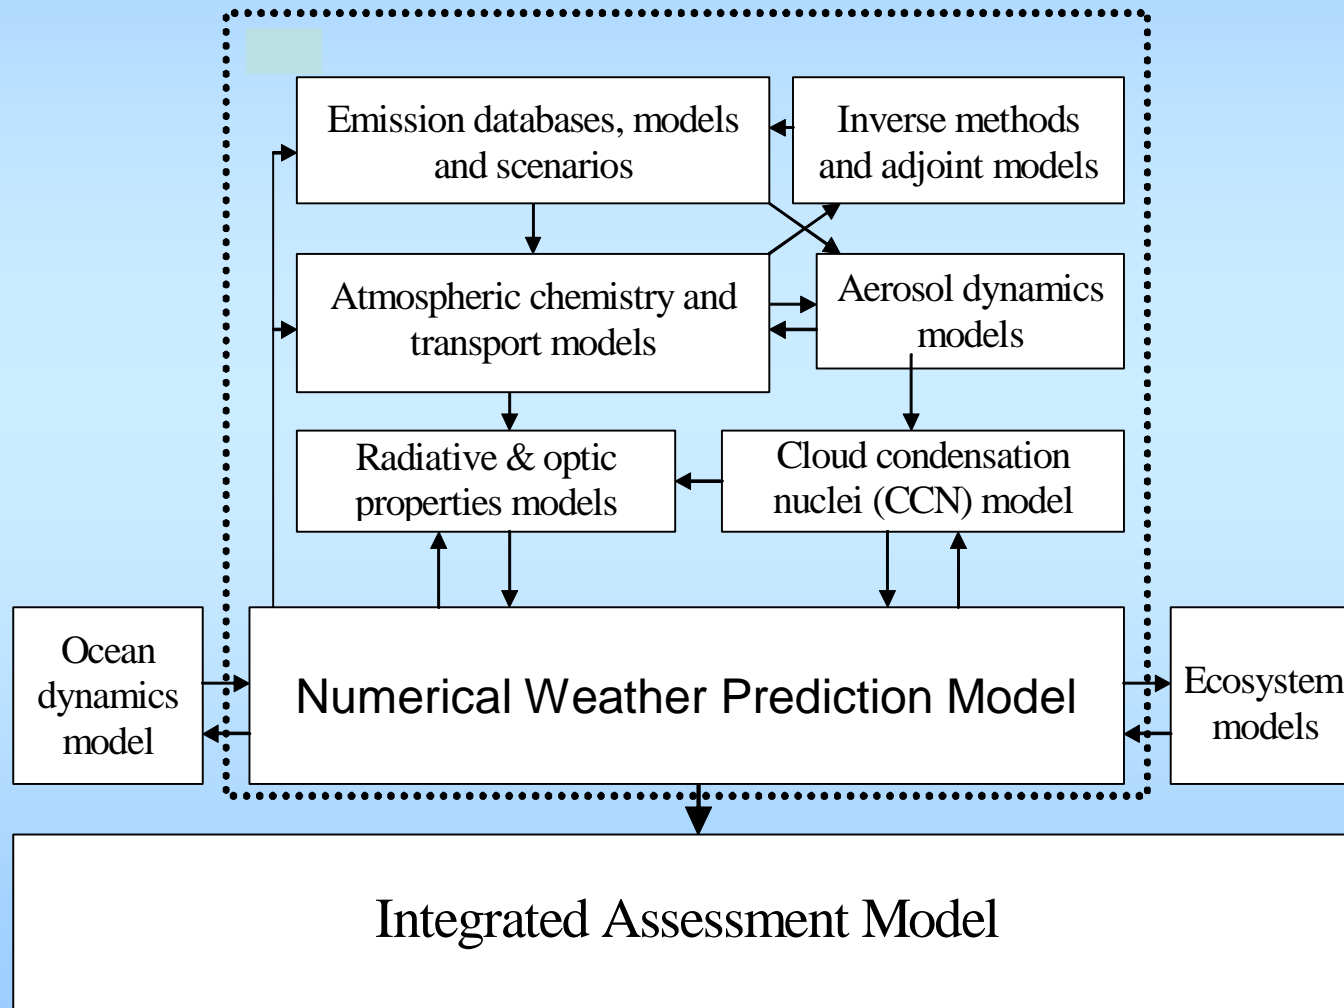 Emission databases, models
and scenarios
Inverse methods
and adjoint models
Atmospheric chemistry and
transport models
Aerosol dynamics
models
Radiative & optic
properties models
Cloud condensation
nuclei (CCN) model
Ocean
dynamics
model
Numerical Weather Prediction Model
Ecosystem
models
Integrated Assessment Model